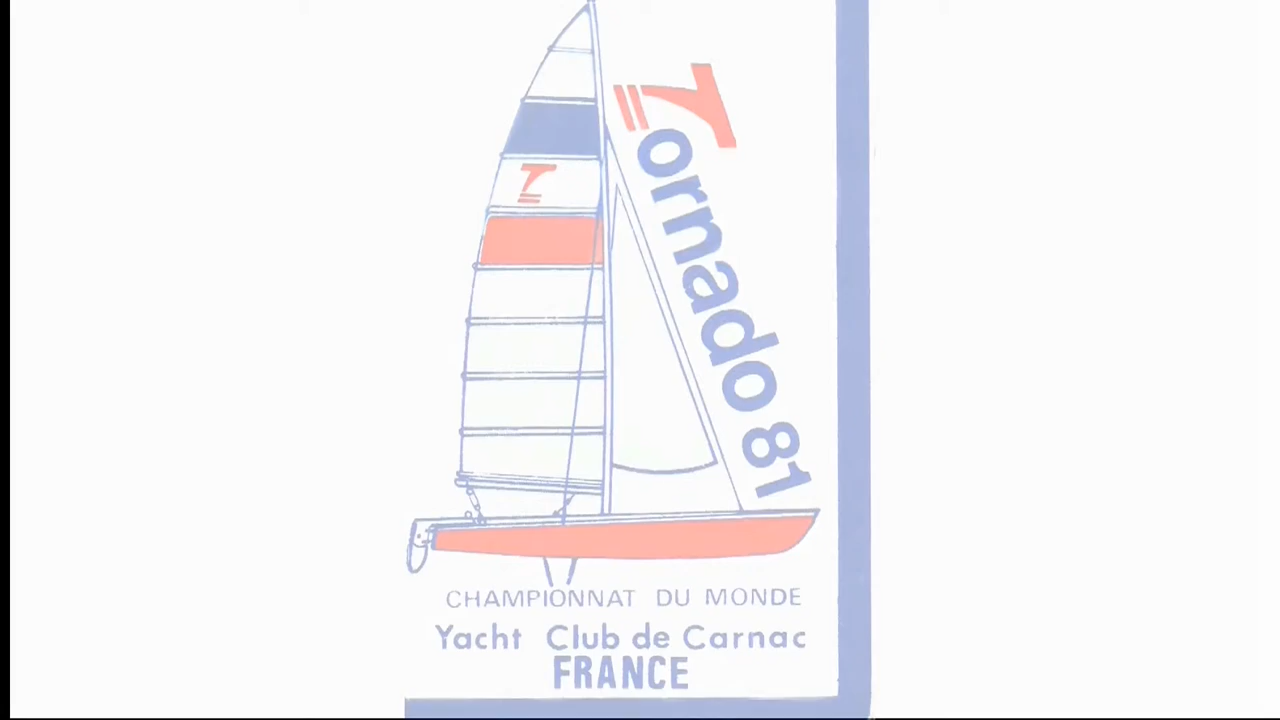 Tornado 81
CHAMPIONNAT DU MONDE
Yacht Club de Carnac
FRANCE